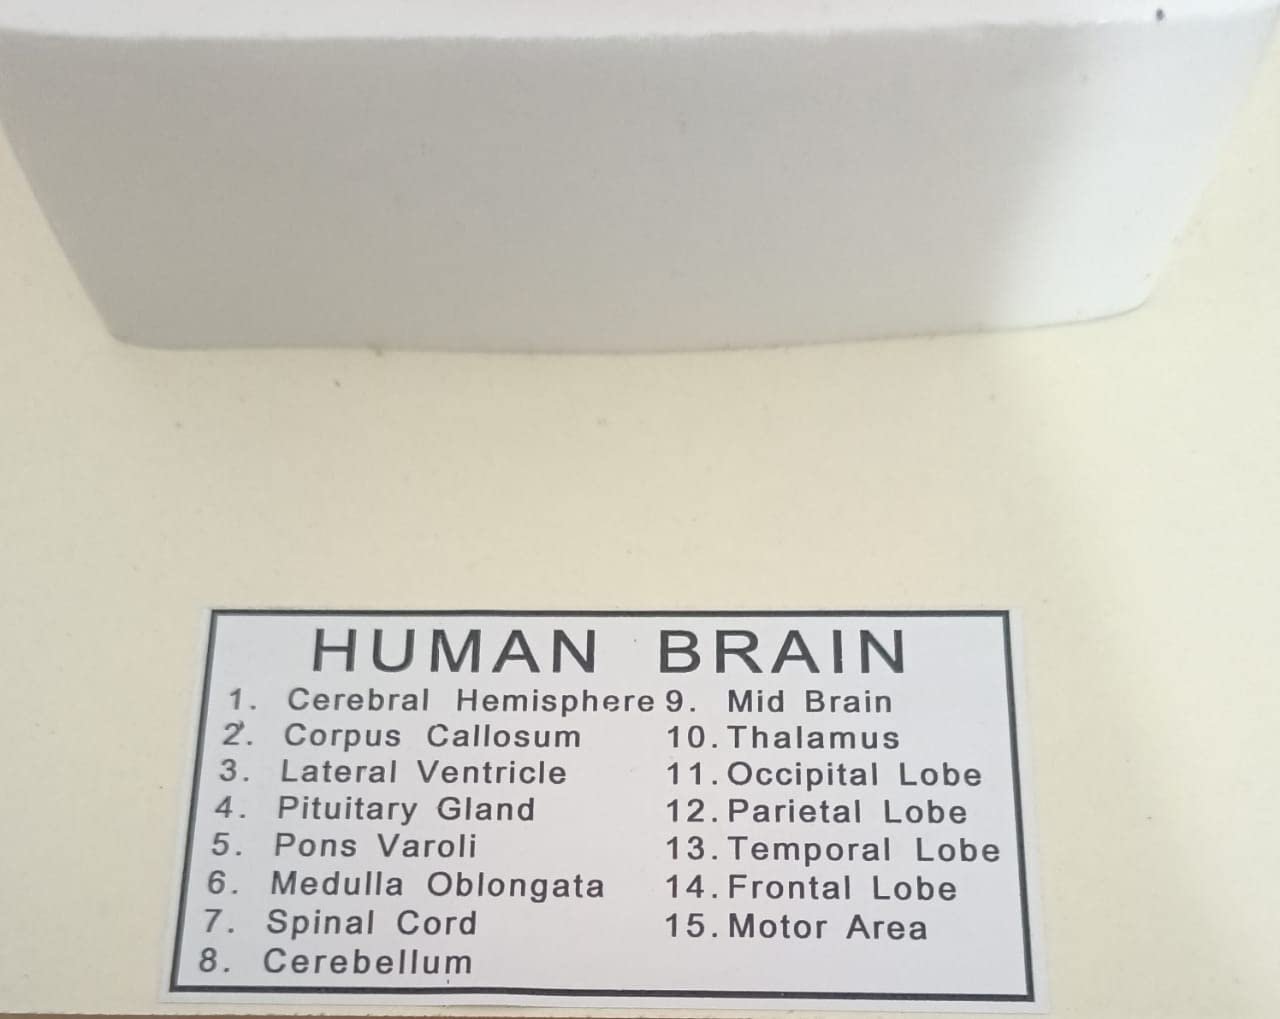 HUMAN BRAIN
1. Cerebral Hemisphere
2. Corpus Callosum
3. Lateral Ventricle
4. Pituitary Gland
5. Pons Varoli
6. Medulla Oblongata
7. Spinal Cord
8. Cerebellum
9. Mid Brain
10. Thalamus
11. Occipital Lobe
12. Parietal Lobe
13. Temporal Lobe
14. Frontal Lobe
15. Motor Area